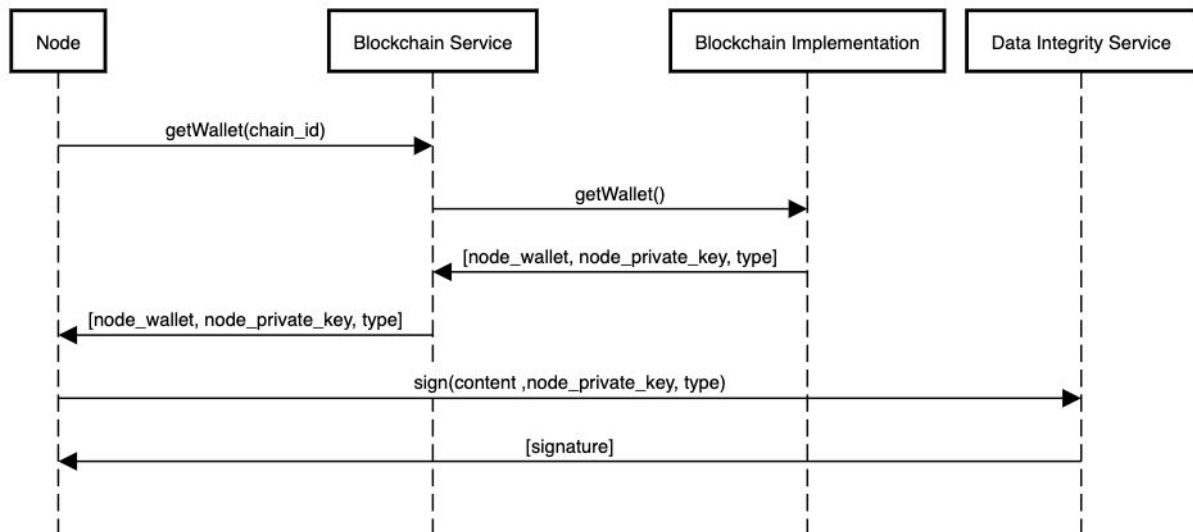 Node
Blockchain Service
Blockchain Implementation
Data Integrity Service
getWallet(chain_id)
getWallet()
[node_wallet, node_private_key, type]
[node_wallet, node_private_key, type]
sign(content ,node_private_key, type)
[signature]